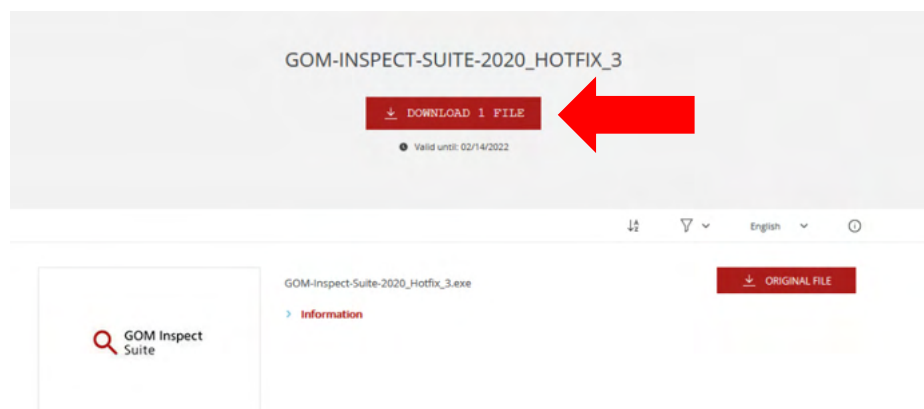 GOM-INSPECT-SUITE-2020_HOTFIX_3
DOWNLOAD 1 FILE
Valid until: 02/14/2022
English
GOM-Inspect-Suite-2020_Hotfix_3.exe
ORIGINAL FILE
Information
GOM Inspect
Suite